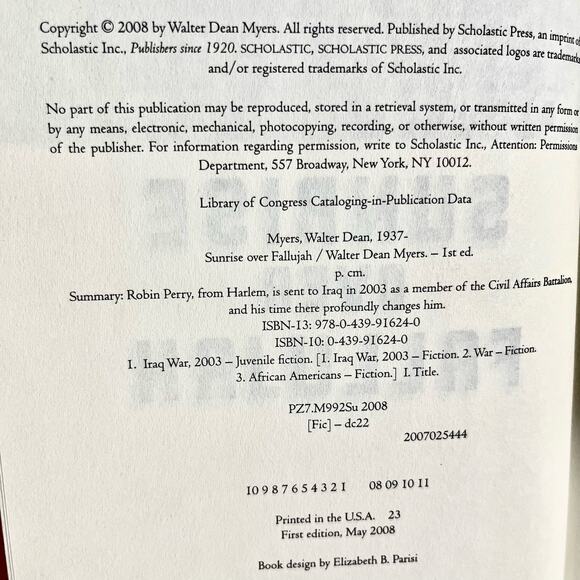 Copyright © 2008 by Walter Dean Myers. All rights reserved. Published by Scholastic Press, an imprint of
Scholastic Inc., Publishers since 1920. SCHOLASTIC, SCHOLASTIC PRESS, and associated logos are trademarks
and/or registered trademarks of Scholastic Inc.
No part of this publication may be reproduced, stored in a retrieval system, or transmitted in any form or
by any means, electronic, mechanical, photocopying, recording, or otherwise, without written permission
of the publisher. For information regarding permission, write to Scholastic Inc., Attention: Permissions
Department, 557 Broadway, New York, NY 10012.
Library of Congress Cataloging-in-Publication Data
Myers, Walter Dean, 1937-
Sunrise over Fallujah / Walter Dean Myers. – 1st ed.
p. cm.
Summary: Robin Perry, from Harlem, is sent to Iraq in 2003 as a member of the Civil Affairs Battalion,
and his time there profoundly changes him.
ISBN-13: 978-0-439-91624-0
ISBN-10: 0-439-91624-0
1. Iraq War, 2003 – Juvenile fiction. [1. Iraq War, 2003 – Fiction. 2. War – Fiction.
3. African Americans – Fiction.] I. Title.
PZ7.M992Su 2008
[Fic] – dc22
2007025444
10 9 8 7 6 5 4 3 2 1 08 09 10 11
Printed in the U.S.A. 23
First edition, May 2008
Book design by Elizabeth B. Parisi